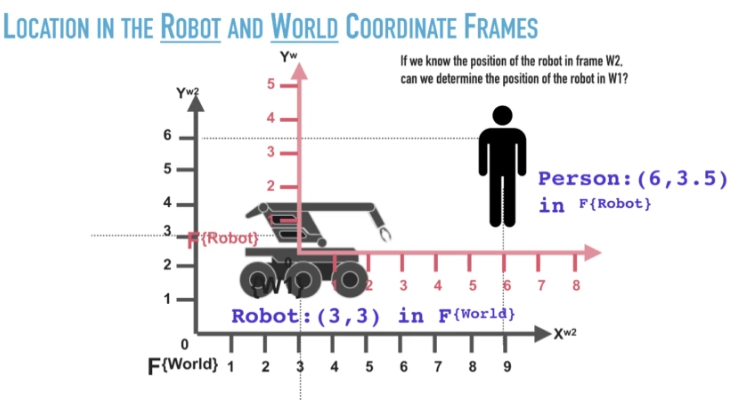 LOCATION IN THE ROBOT AND WORLD COORDINATE FRAMES
If we know the position of the robot in frame W2,
can we determine the position of the robot in W1?
Yw
Yw2
5
4
3
2
6
5
4
3
2
1
Person:(6,3.5)
in F{Robot}
F{Robot}
{W1}
2 3 4 5 6 7 8
Robot:(3,3) in F{World}
Xw2
0
F{World} 1 2 3 4 5 6 7 8 9